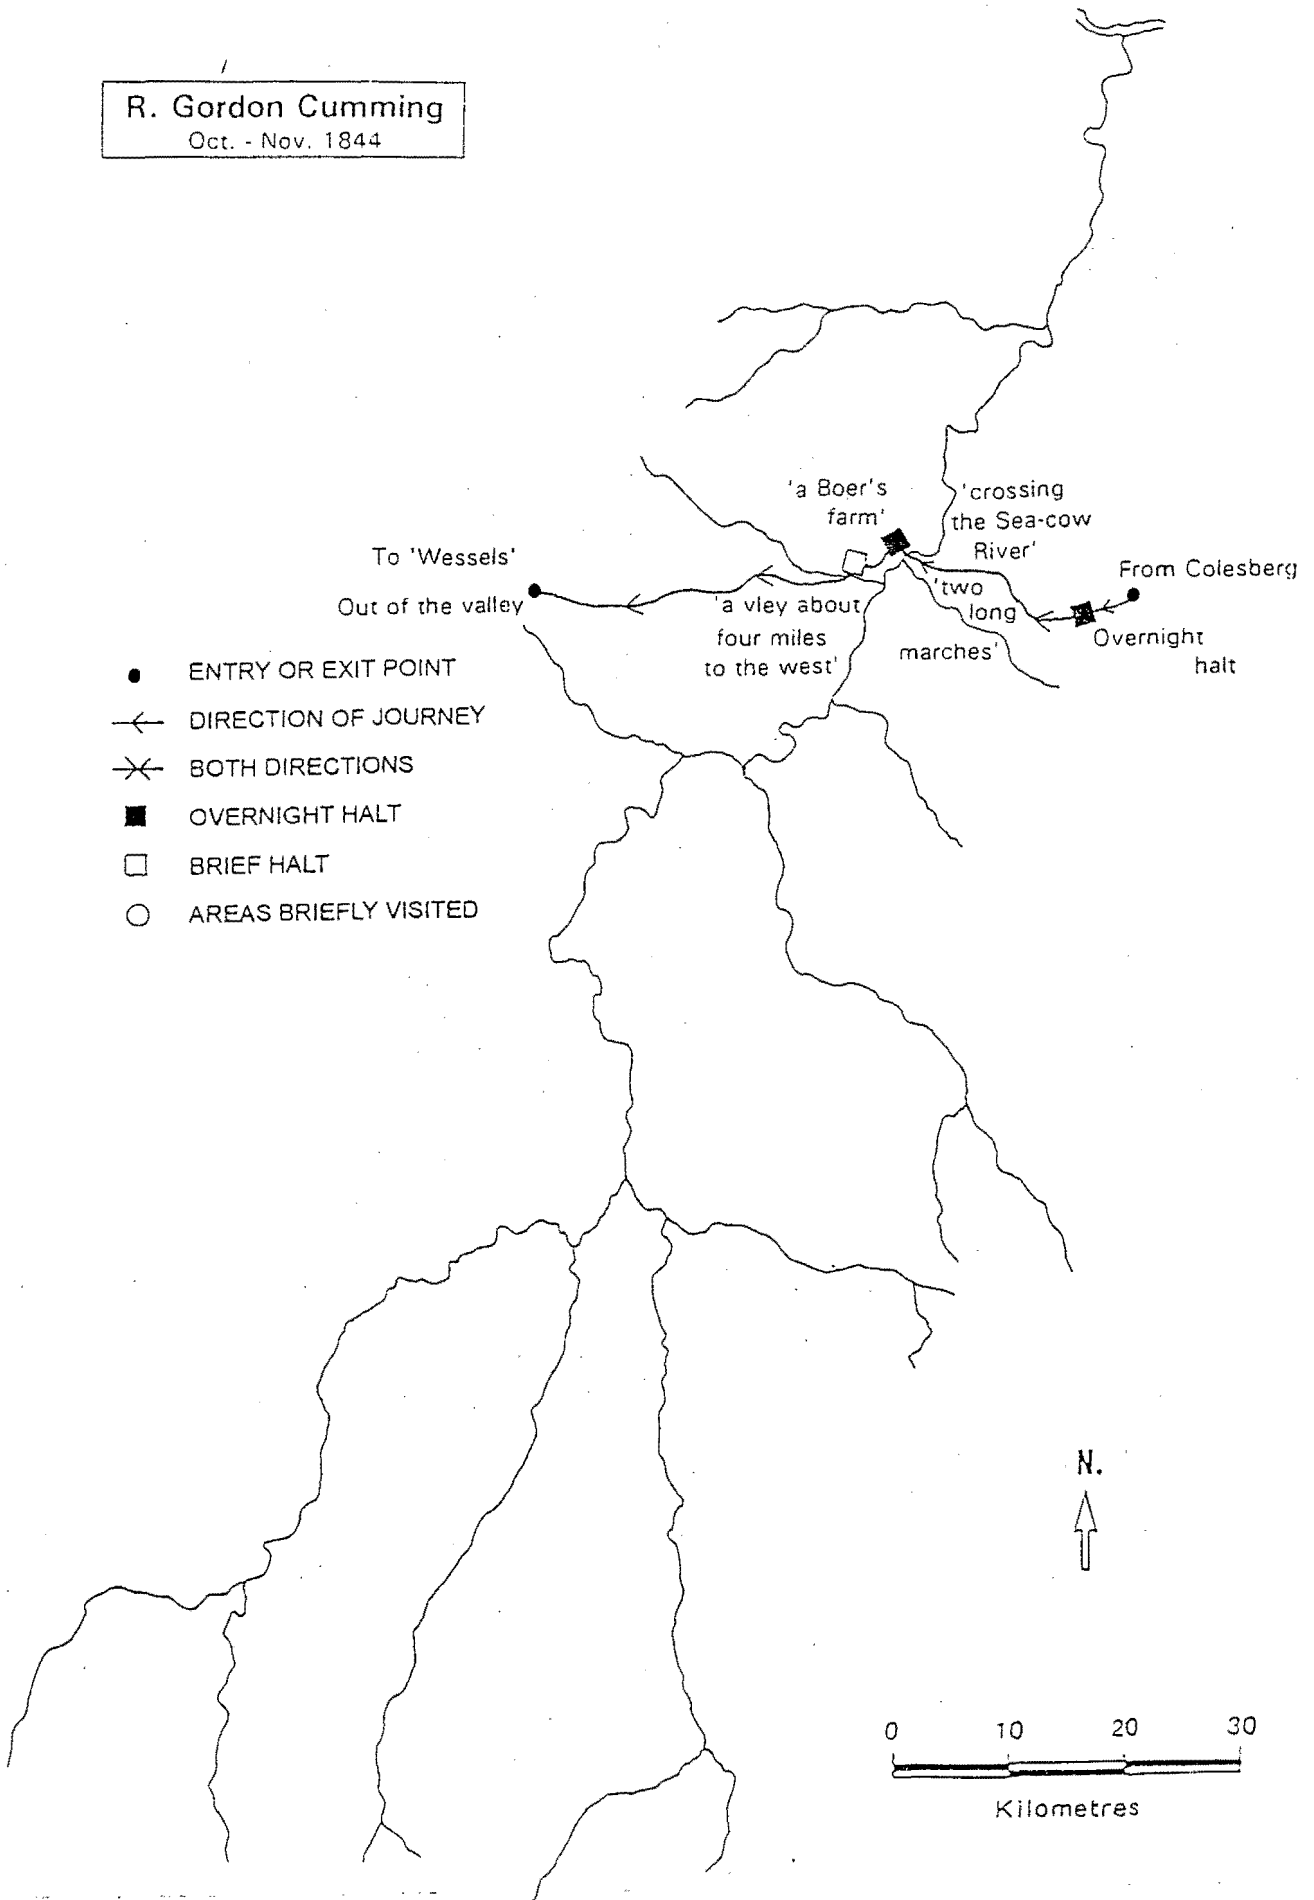 R. Gordon Cumming
Oct. - Nov. 1844
'a Boer's
farm'
'crossing
the Sea-cow
River'
To 'Wessels'
Out of the valley
From Colesberg
'two
long
marches'
Overnight
halt
'a vley about
four miles
to the west'
ENTRY OR EXIT POINT
DIRECTION OF JOURNEY
BOTH DIRECTIONS
OVERNIGHT HALT
BRIEF HALT
AREAS BRIEFLY VISITED
N.
0 10 20 30
Kilometres